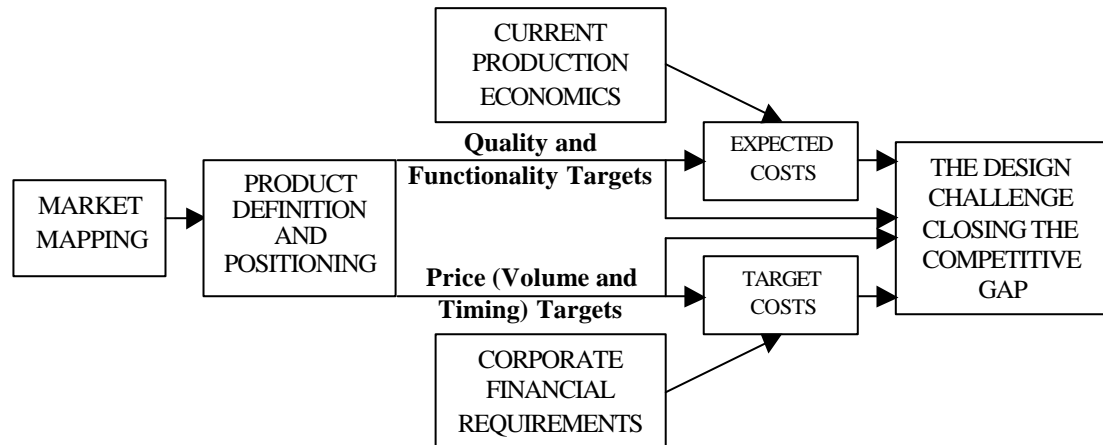 CURRENT
PRODUCTION
ECONOMICS
Quality and
Functionality Targets
EXPECTED
COSTS
MARKET
MAPPING
PRODUCT
DEFINITION
AND
POSITIONING
THE DESIGN
CHALLENGE
CLOSING THE
COMPETITIVE
GAP
Price (Volume and
Timing) Targets
TARGET
COSTS
CORPORATE
FINANCIAL
REQUIREMENTS